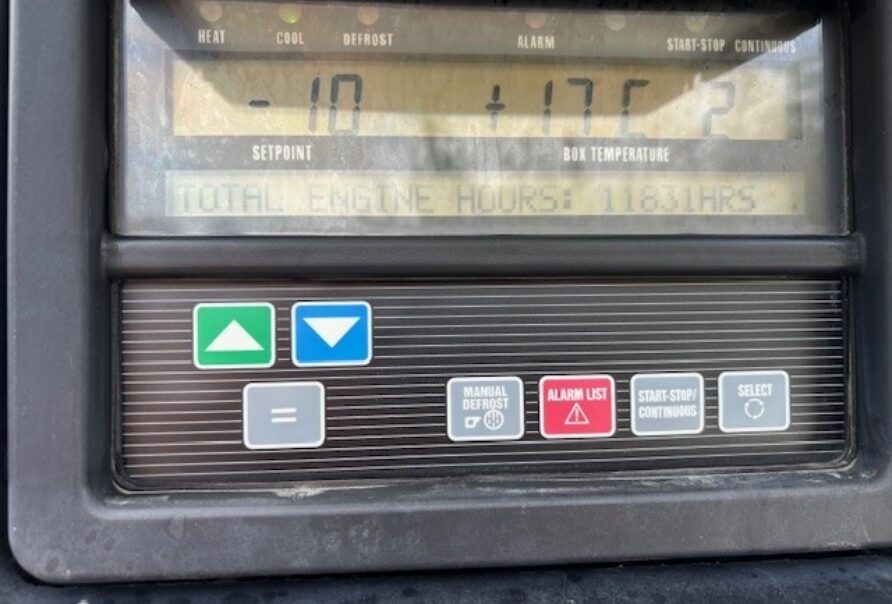 HEAT COOL DEFROST ALARM START-STOP CONTINUOUS
-10 +17C 2
SETPOINT BOX TEMPERATURE
TOTAL ENGINE HOURS: 11831HRS
MANUAL
DEFROST
ALARM LIST
START-STOP/
CONTINUOUS
SELECT
=